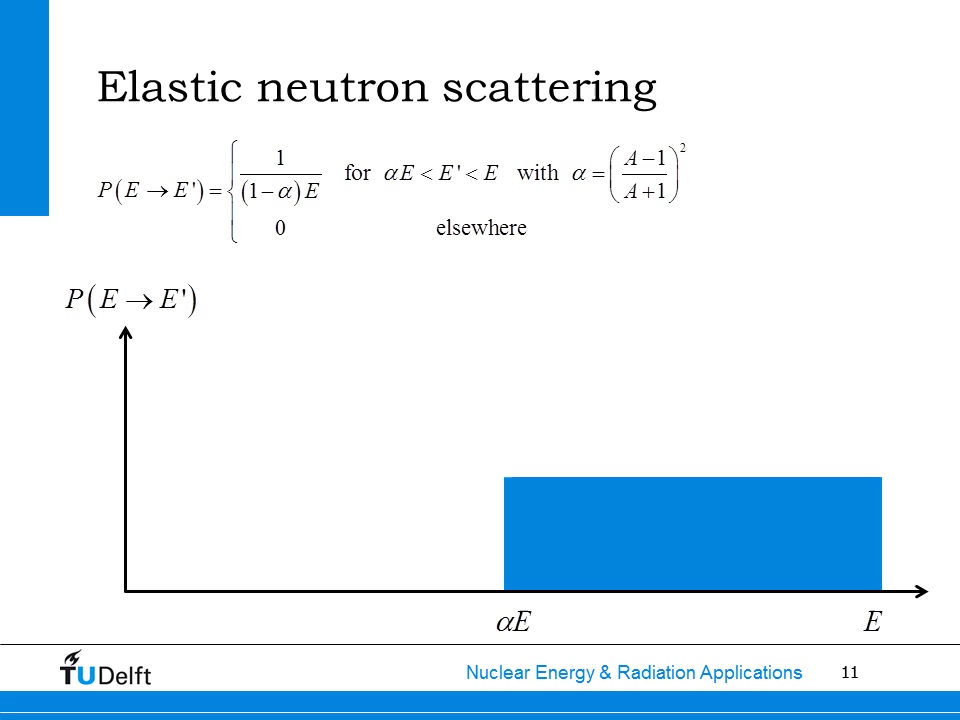 Elastic neutron scattering
P(E → E') = { 1/((1−α)E) for αE < E' < E with α = ((A−1)/(A+1))²
0 elsewhere
P(E → E')
αE E
TUDelft Nuclear Energy & Radiation Applications 11